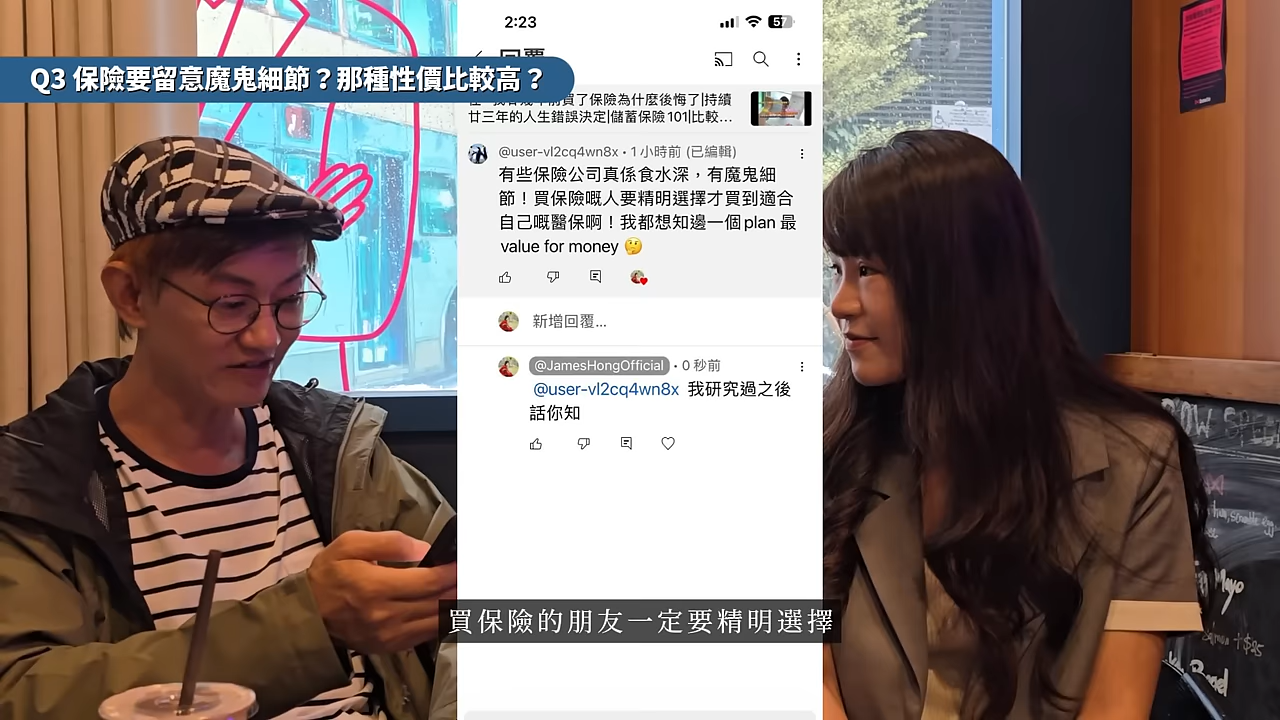 Q3 保險要留意魔鬼細節？那種性價比較高？
2:23
57
回覆
廿三年的人生錯誤決定|儲蓄保險101|比較...
@user-vl2cq4wn8x • 1 小時前 (已編輯)
有些保險公司真係食水深，有魔鬼細
節！買保險嘅人要精明選擇才買到適合
自己嘅醫保啊！我都想知邊一個plan 最
value for money 🤔
新增回覆...
@JamesHongOfficial • 0 秒前
@user-vl2cq4wn8x 我研究過之後
話你知
買保險的朋友一定要精明選擇
Mayo